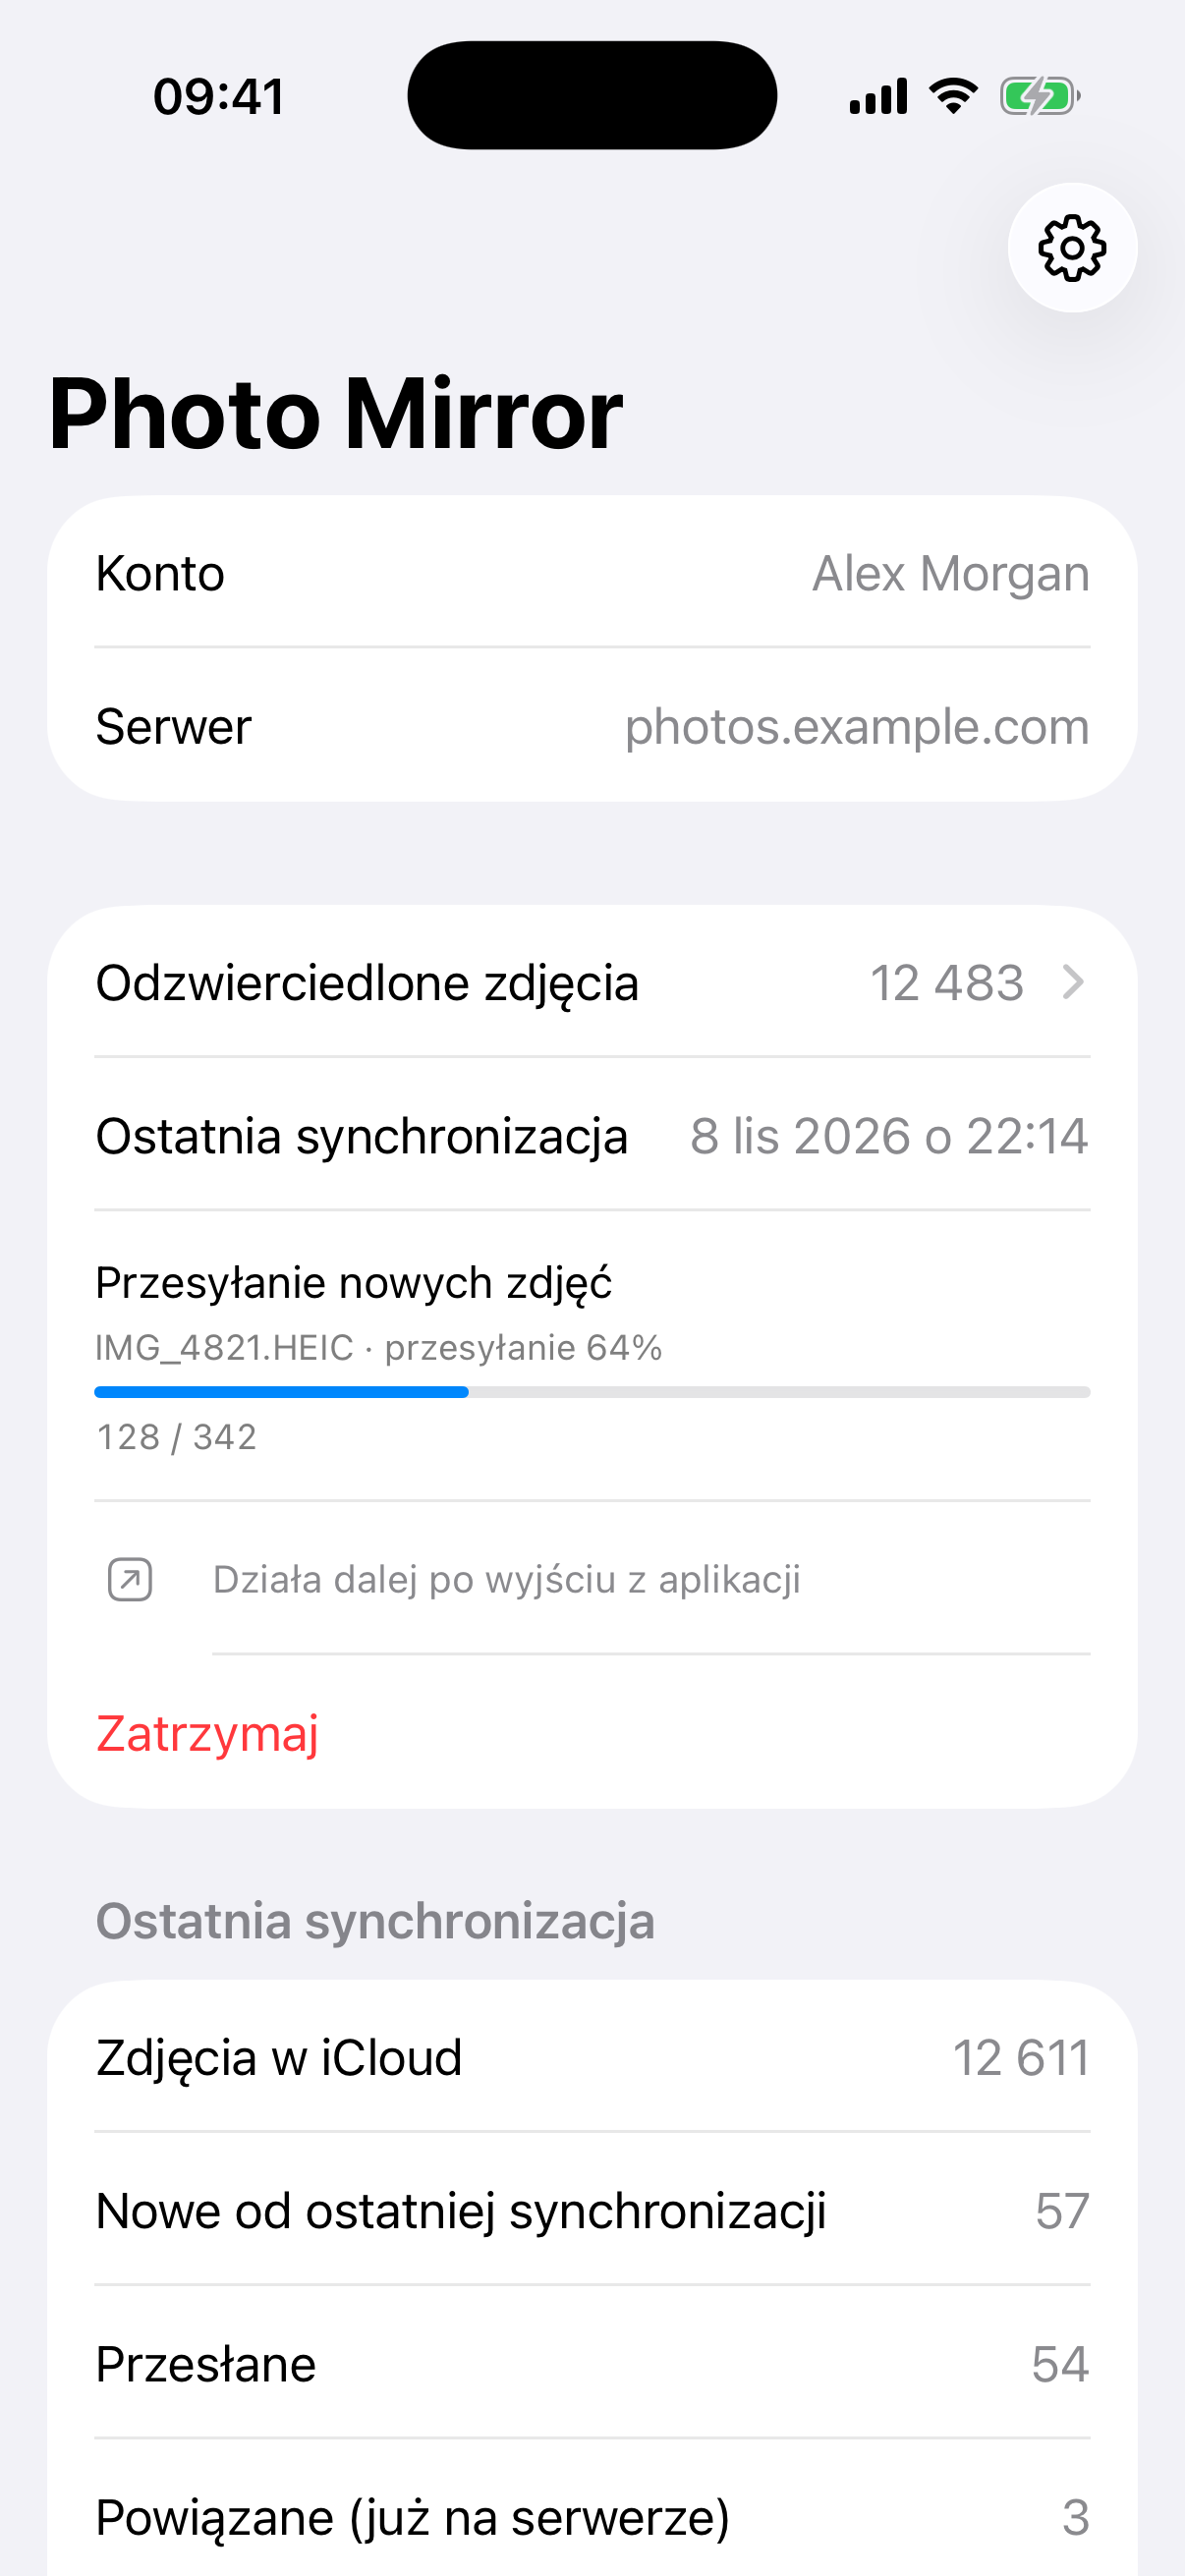 09:41
Photo Mirror
Konto Alex Morgan
Serwer photos.example.com
Odzwierciedlone zdjęcia 12 483
Ostatnia synchronizacja 8 lis 2026 o 22:14
Przesyłanie nowych zdjęć
IMG_4821.HEIC · przesyłanie 64%
128 / 342
Działa dalej po wyjściu z aplikacji
Zatrzymaj
Ostatnia synchronizacja
Zdjęcia w iCloud 12 611
Nowe od ostatniej synchronizacji 57
Przesłane 54
Powiązane (już na serwerze) 3